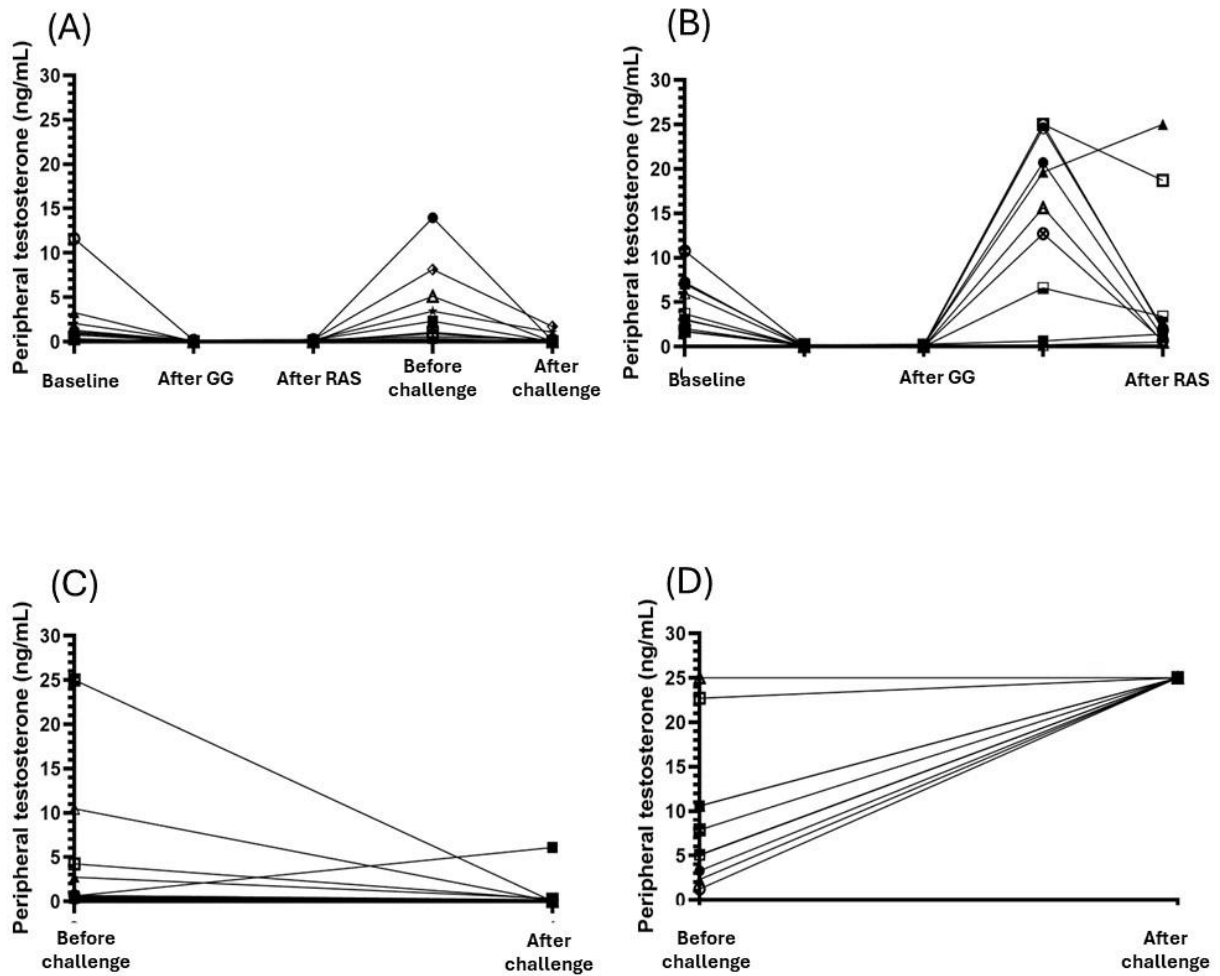 (A)
Peripheral testosterone (ng/mL)
30
25
20
15
10
5
0
Baseline
After GG
After RAS
Before
challenge
After
challenge
(B)
Peripheral testosterone (ng/mL)
30
25
20
15
10
5
0
Baseline
After GG
After RAS
(C)
Peripheral testosterone (ng/mL)
30
25
20
15
10
5
0
Before
challenge
After
challenge
(D)
Peripheral testosterone (ng/mL)
30
25
20
15
10
5
0
Before
challenge
After
challenge